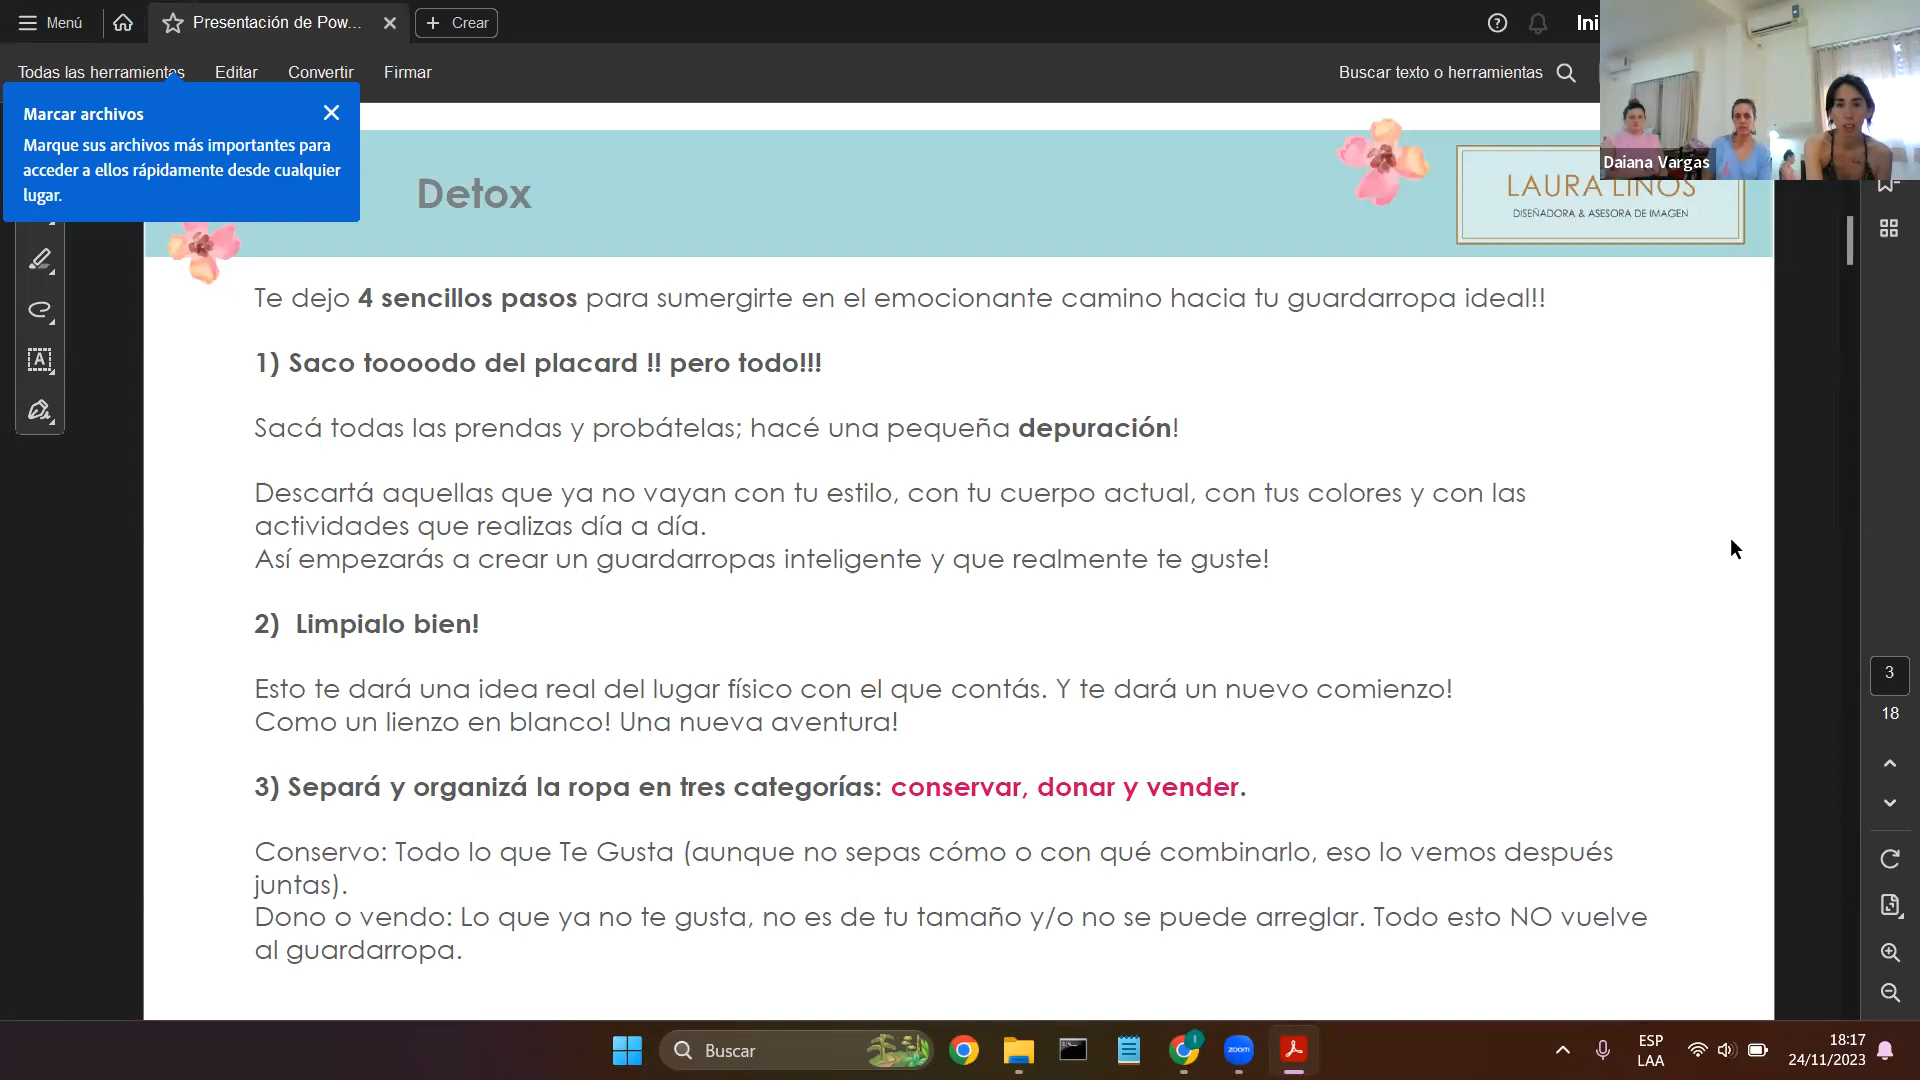 Menú
Presentación de Pow...
Crear
Ini
Todas las herramientas
Editar
Convertir
Firmar
Buscar texto o herramientas
Marcar archivos
Marque sus archivos más importantes para
acceder a ellos rápidamente desde cualquier
lugar.
Daiana Vargas
Detox
LAURA LINOS
DISEÑADORA & ASESORA DE IMAGEN
Te dejo 4 sencillos pasos para sumergirte en el emocionante camino hacia tu guardarropa ideal!!
1) Saco toooodo del placard !! pero todo!!!
Sacá todas las prendas y probátelas; hacé una pequeña depuración!
Descartá aquellas que ya no vayan con tu estilo, con tu cuerpo actual, con tus colores y con las
actividades que realizas día a día.
Así empezarás a crear un guardarropas inteligente y que realmente te guste!
2) Limpialo bien!
Esto te dará una idea real del lugar físico con el que contás. Y te dará un nuevo comienzo!
Como un lienzo en blanco! Una nueva aventura!
3) Separá y organizá la ropa en tres categorías: conservar, donar y vender.
Conservo: Todo lo que Te Gusta (aunque no sepas cómo o con qué combinarlo, eso lo vemos después
juntas).
Dono o vendo: Lo que ya no te gusta, no es de tu tamaño y/o no se puede arreglar. Todo esto NO vuelve
al guardarropa.
3
18
Buscar
zoom
ESP
LAA
18:17
24/11/2023